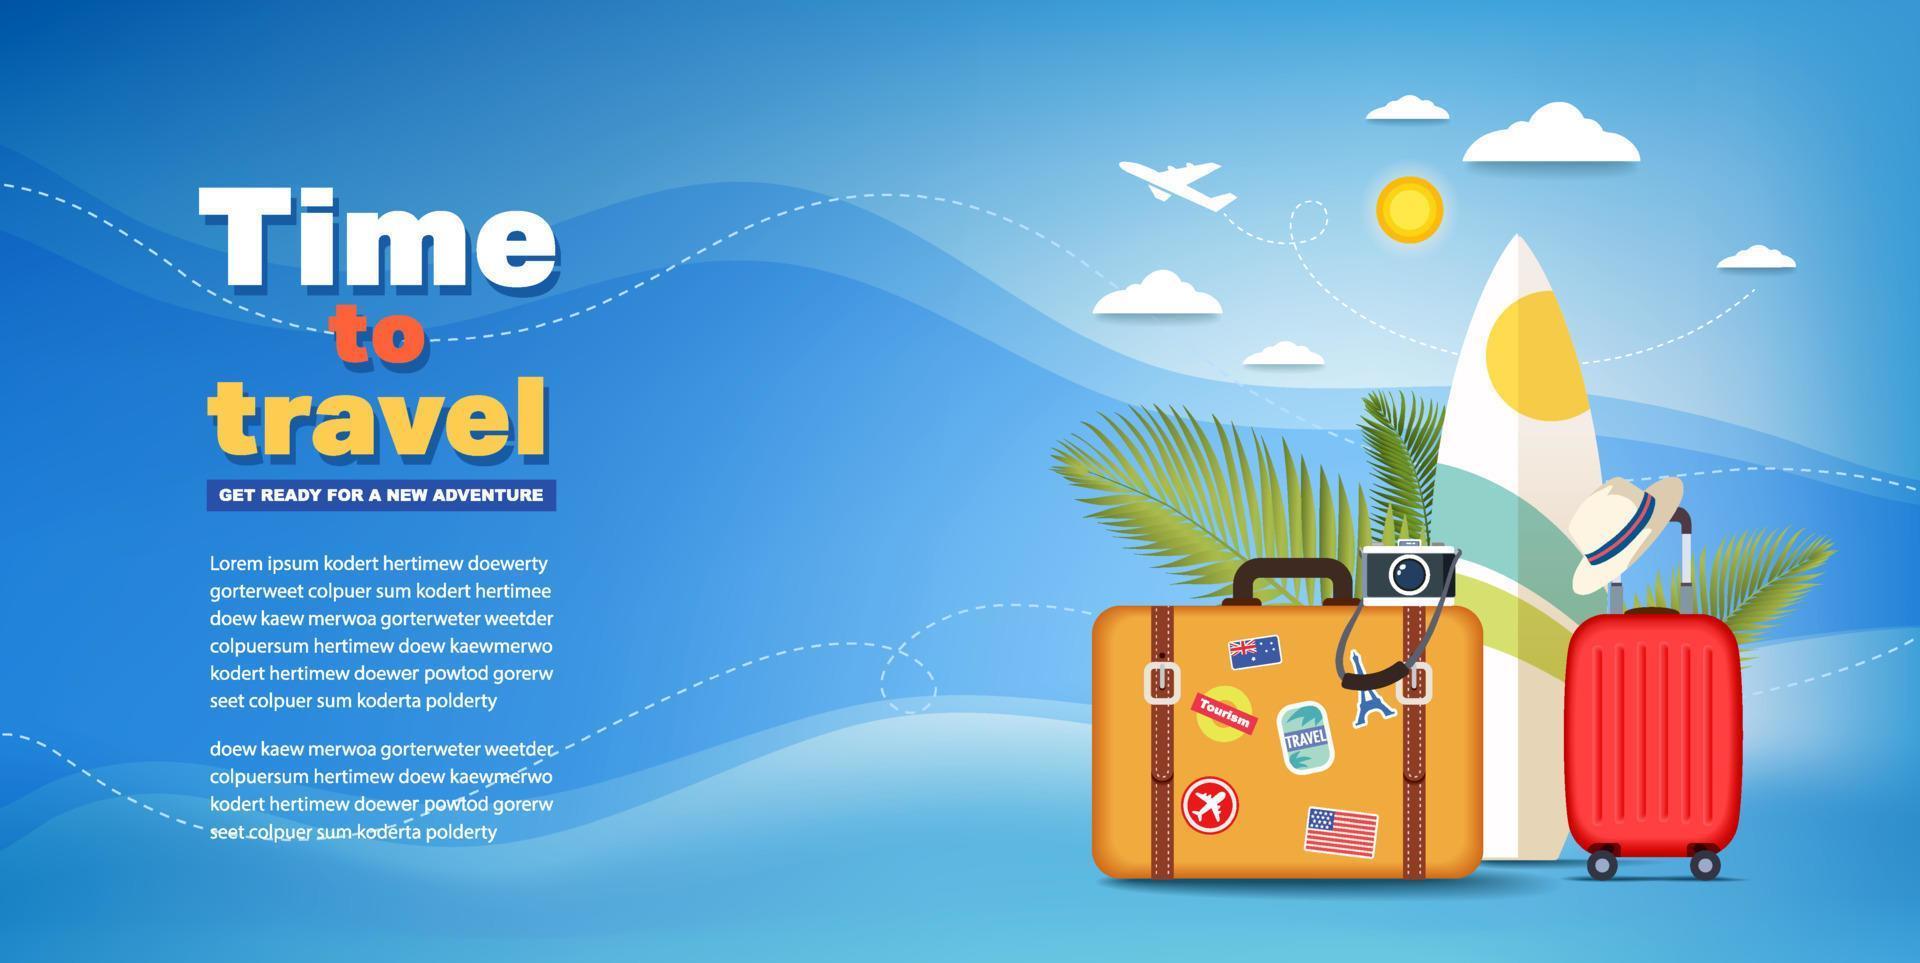 Time
to
travel
GET READY FOR A NEW ADVENTURE
Lorem ipsum kodert hertimew doewerty
gorterweet colpuer sum kodert hertimee
doew kaew merwoa gorterweter weetder
colpuersum hertimew doew kaewmerwo
kodert hertimew doewer powtod gorerw
seet colpuer sum koderta polderty
doew kaew merwoa gorterweter weetder
colpuersum hertimew doew kaewmerwo
kodert hertimew doewer powtod gorerw
seet colpuer sum koderta polderty
Tourism
TRAVEL